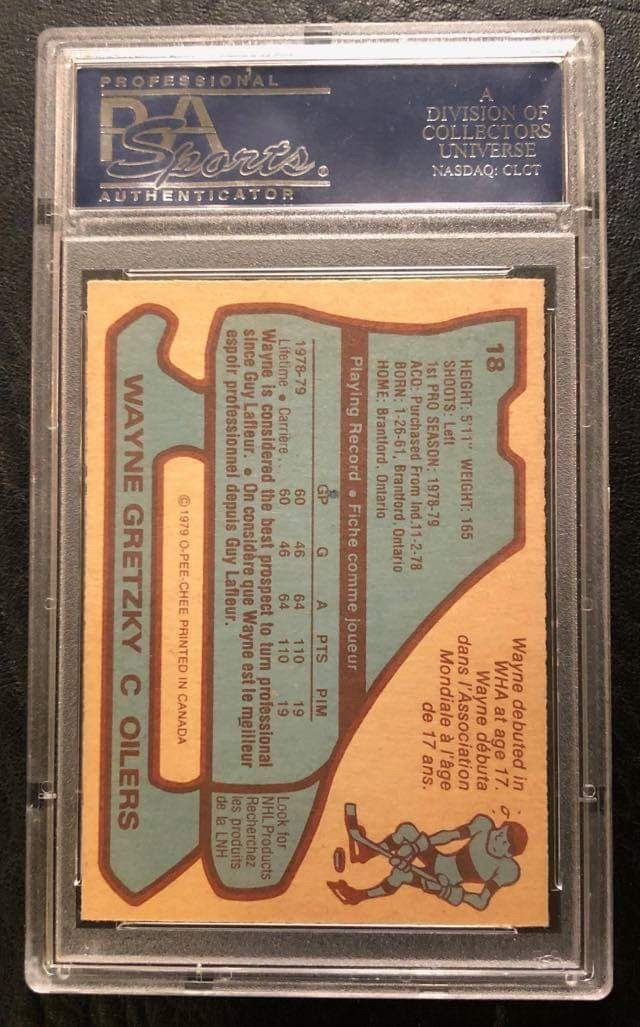 PROFESSIONAL
PSA
Sports®
AUTHENTICATOR
A
DIVISION OF
COLLECTORS
UNIVERSE
NASDAQ: CLCT
18
HEIGHT: 5'11" WEIGHT: 165
SHOOTS: Left
1st PRO SEASON: 1978-79
ACQ: Purchased From Ind. 11-2-78
BORN: 1-26-61, Brantford Ontario
HOME: Brantford, Ontario
Wayne debuted in
WHA at age 17.
Wayne débuta
dans l'Association
Mondiale à l'âge
de 17 ans.
Playing Record • Fiche comme joueur
GP G A PTS PIM
1978-79 60 46 64 110 19
Lifetime • Carrière.. 60 46 64 110 19
Wayne is considered the best prospect to turn professional
since Guy Lafleur. • On considère que Wayne est le meilleur
espoir professionnel depuis Guy Lafleur.
Look for
NHL Products
Recherchez
les produits
de la LNH
© 1979 O-PEE-CHEE PRINTED IN CANADA
WAYNE GRETZKY C OILERS